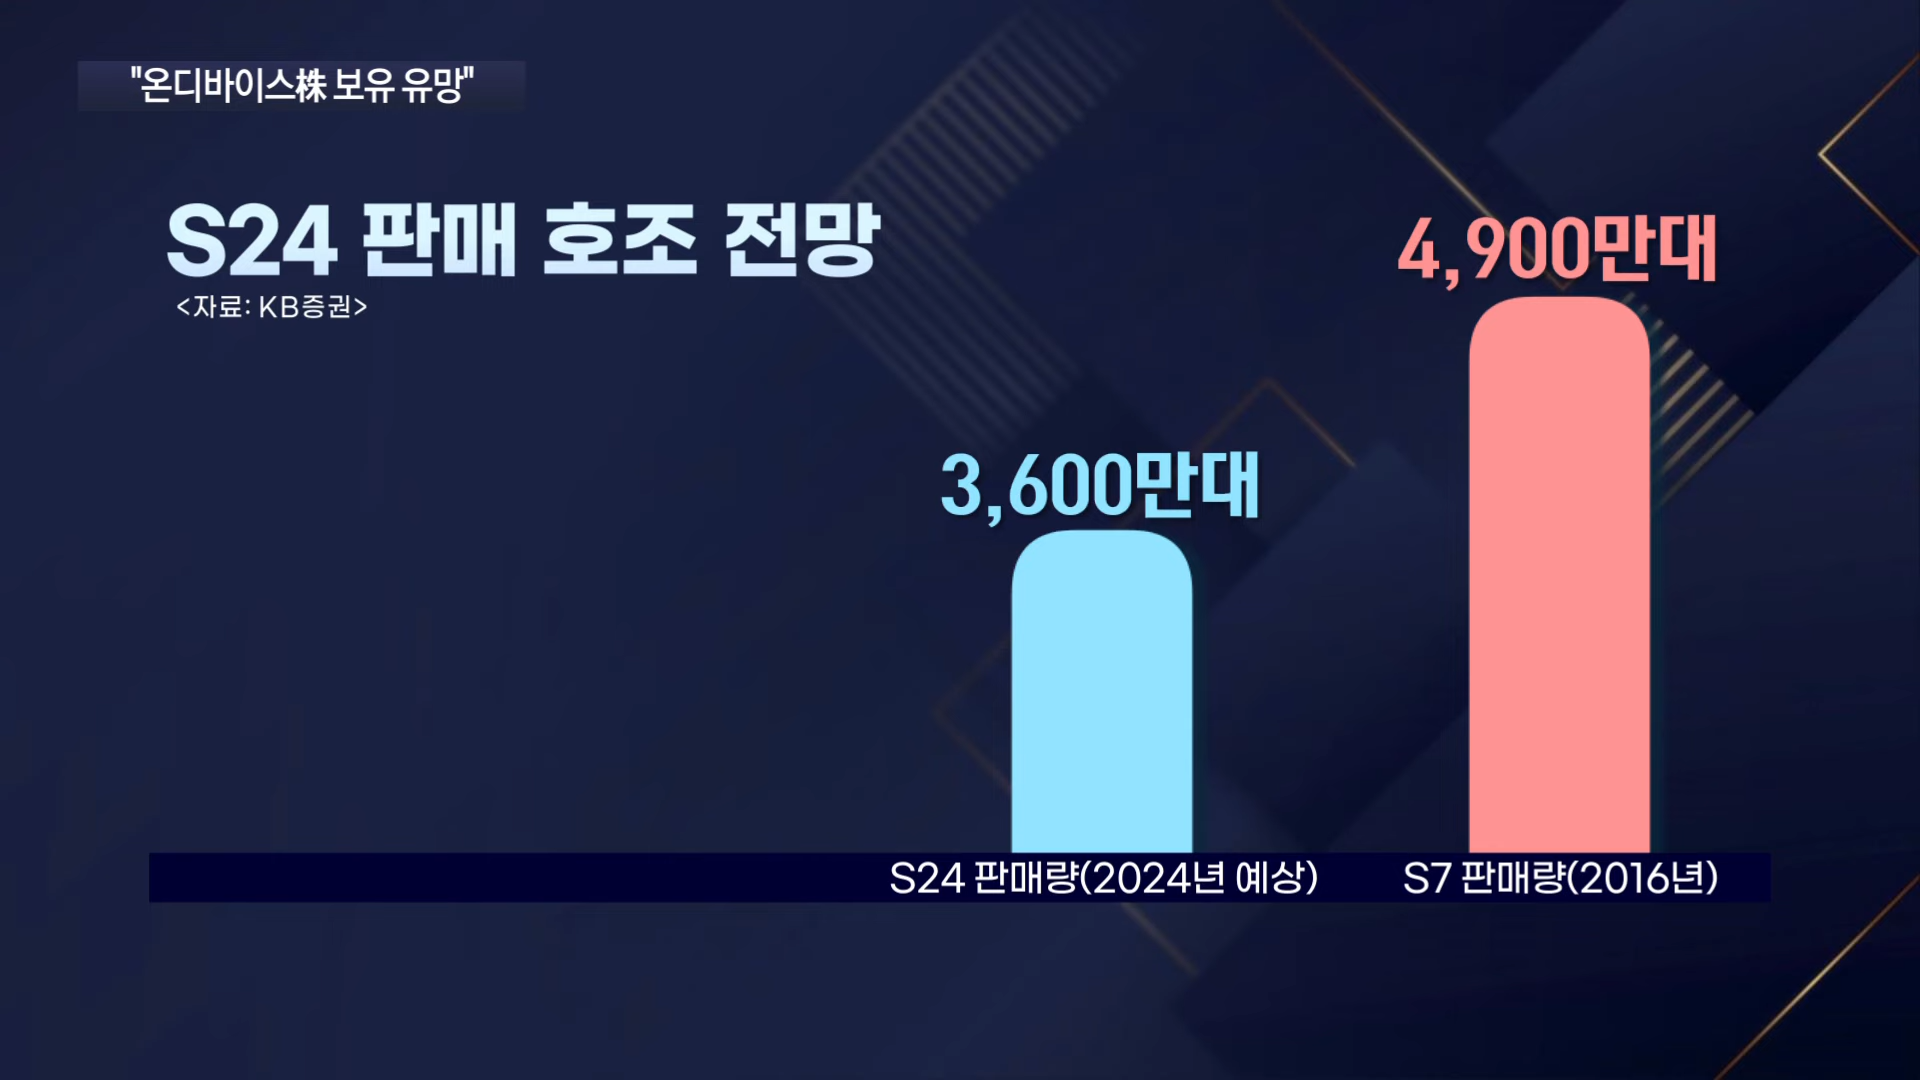 "온디바이스株 보유 유망"
S24 판매 호조 전망
<자료: KB증권>
4,900만대
3,600만대
S24 판매량(2024년 예상)
S7 판매량(2016년)